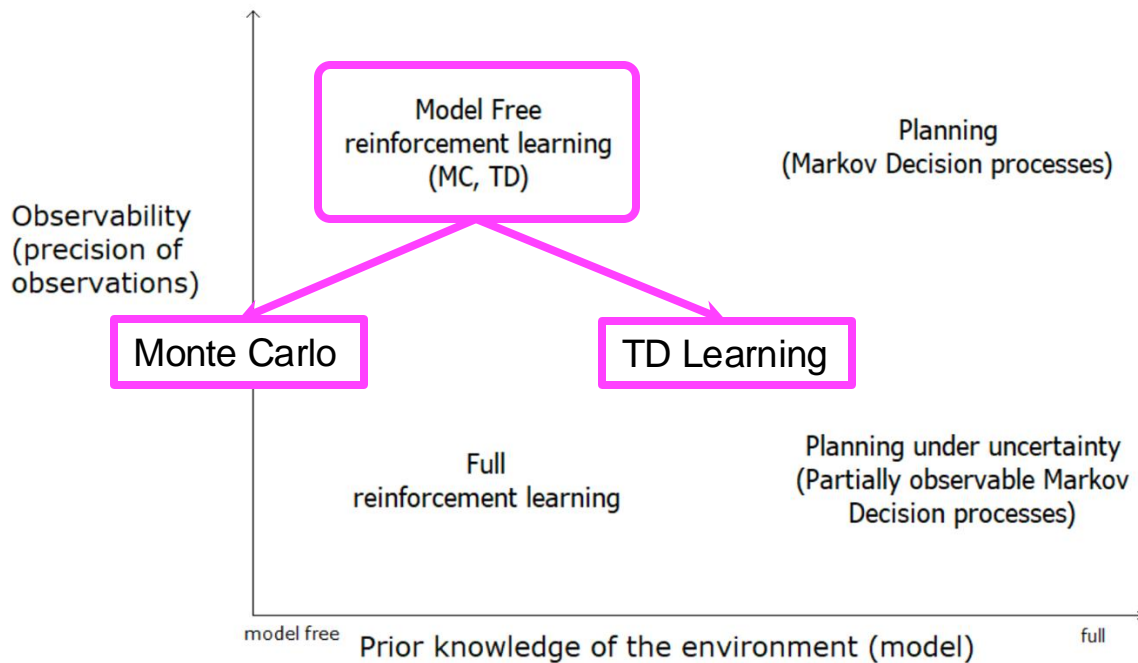 Model Free
reinforcement learning
(MC, TD)
Planning
(Markov Decision processes)
Observability
(precision of
observations)
Monte Carlo
TD Learning
Full
reinforcement learning
Planning under uncertainty
(Partially observable Markov
Decision processes)
model free
Prior knowledge of the environment (model)
full